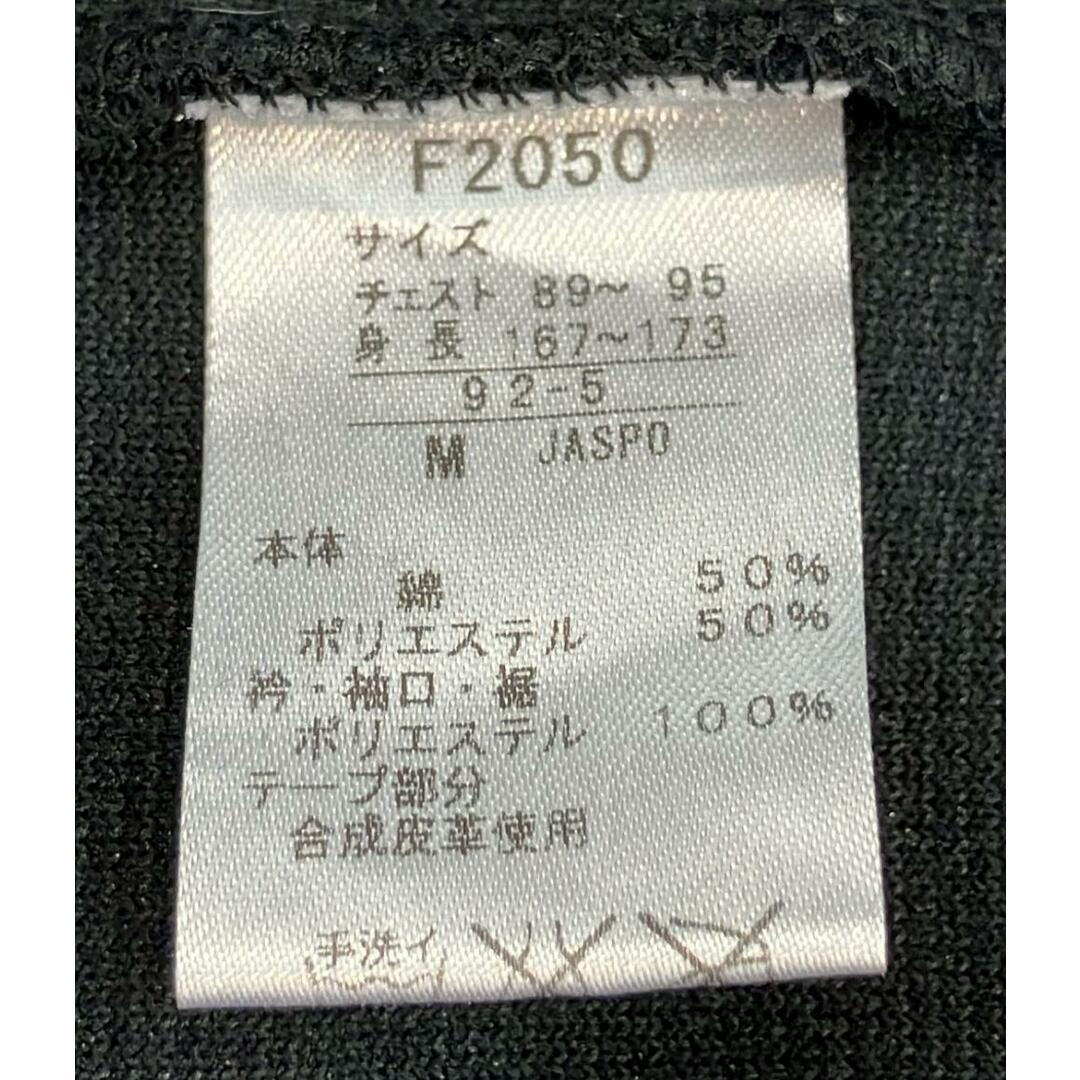 F2050
サイズ
チェスト 89～ 95
身 長 167～173
92-5
M JASPO
本体
綿 50%
ポリエステル 50%
衿・袖口・裾
ポリエステル 100%
テープ部分
合成皮革使用
手洗イ